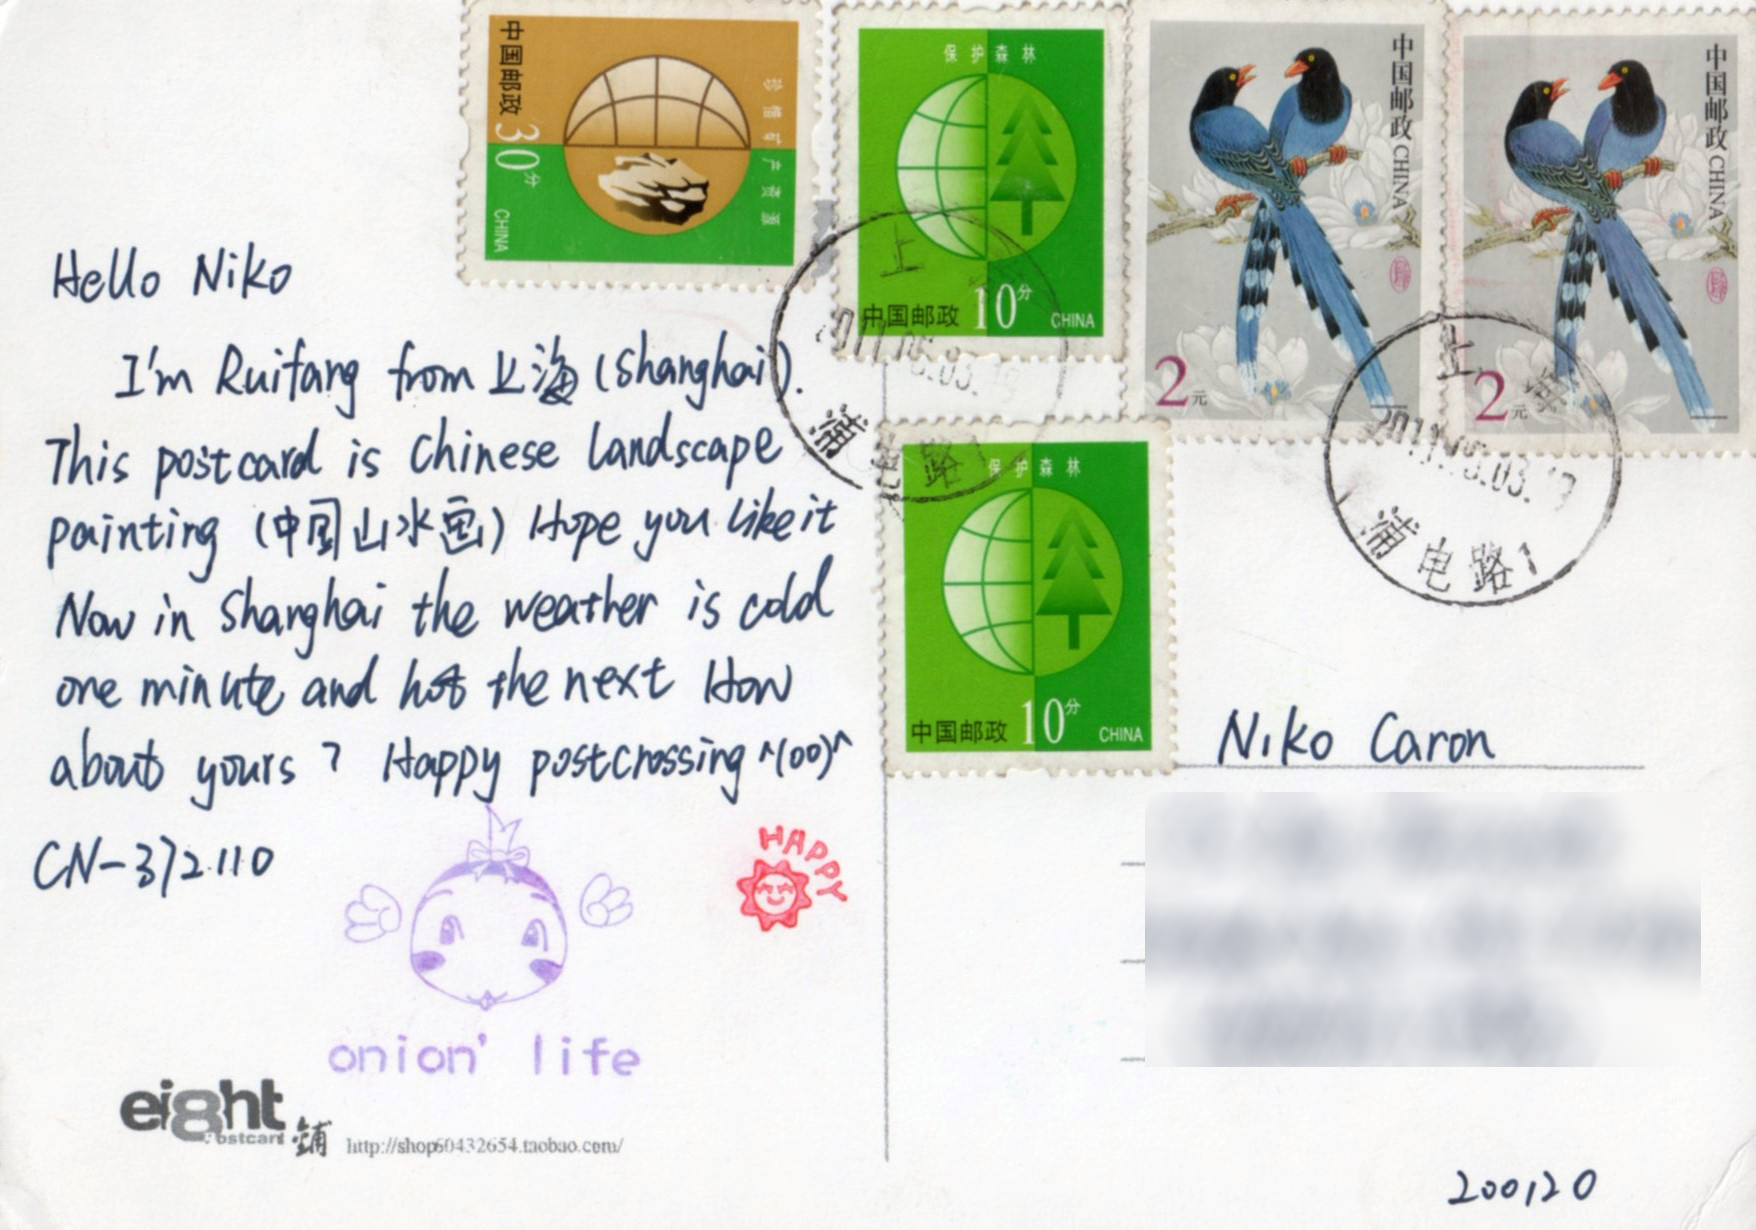 中国邮政
30分
CHINA
珍惜矿产资源
保护森林
中国邮政 10分 CHINA
中国邮政 CHINA
2元
中国邮政 CHINA
2元
上
浦电路1
上海
2011.05.03.17
浦电路1
保护森林
中国邮政 10分 CHINA
Hello Niko
I'm Ruifang from 上海 (Shanghai).
This postcard is Chinese landscape
painting (中国山水画) Hope you like it
Now in Shanghai the weather is cold
one minute and hot the next How
about yours ? Happy postcrossing ^(00)^
CN-372110
HAPPY
onion' life
ei8ht
postcard 铺
http://shop60432654.taobao.com/
Niko Caron
200120